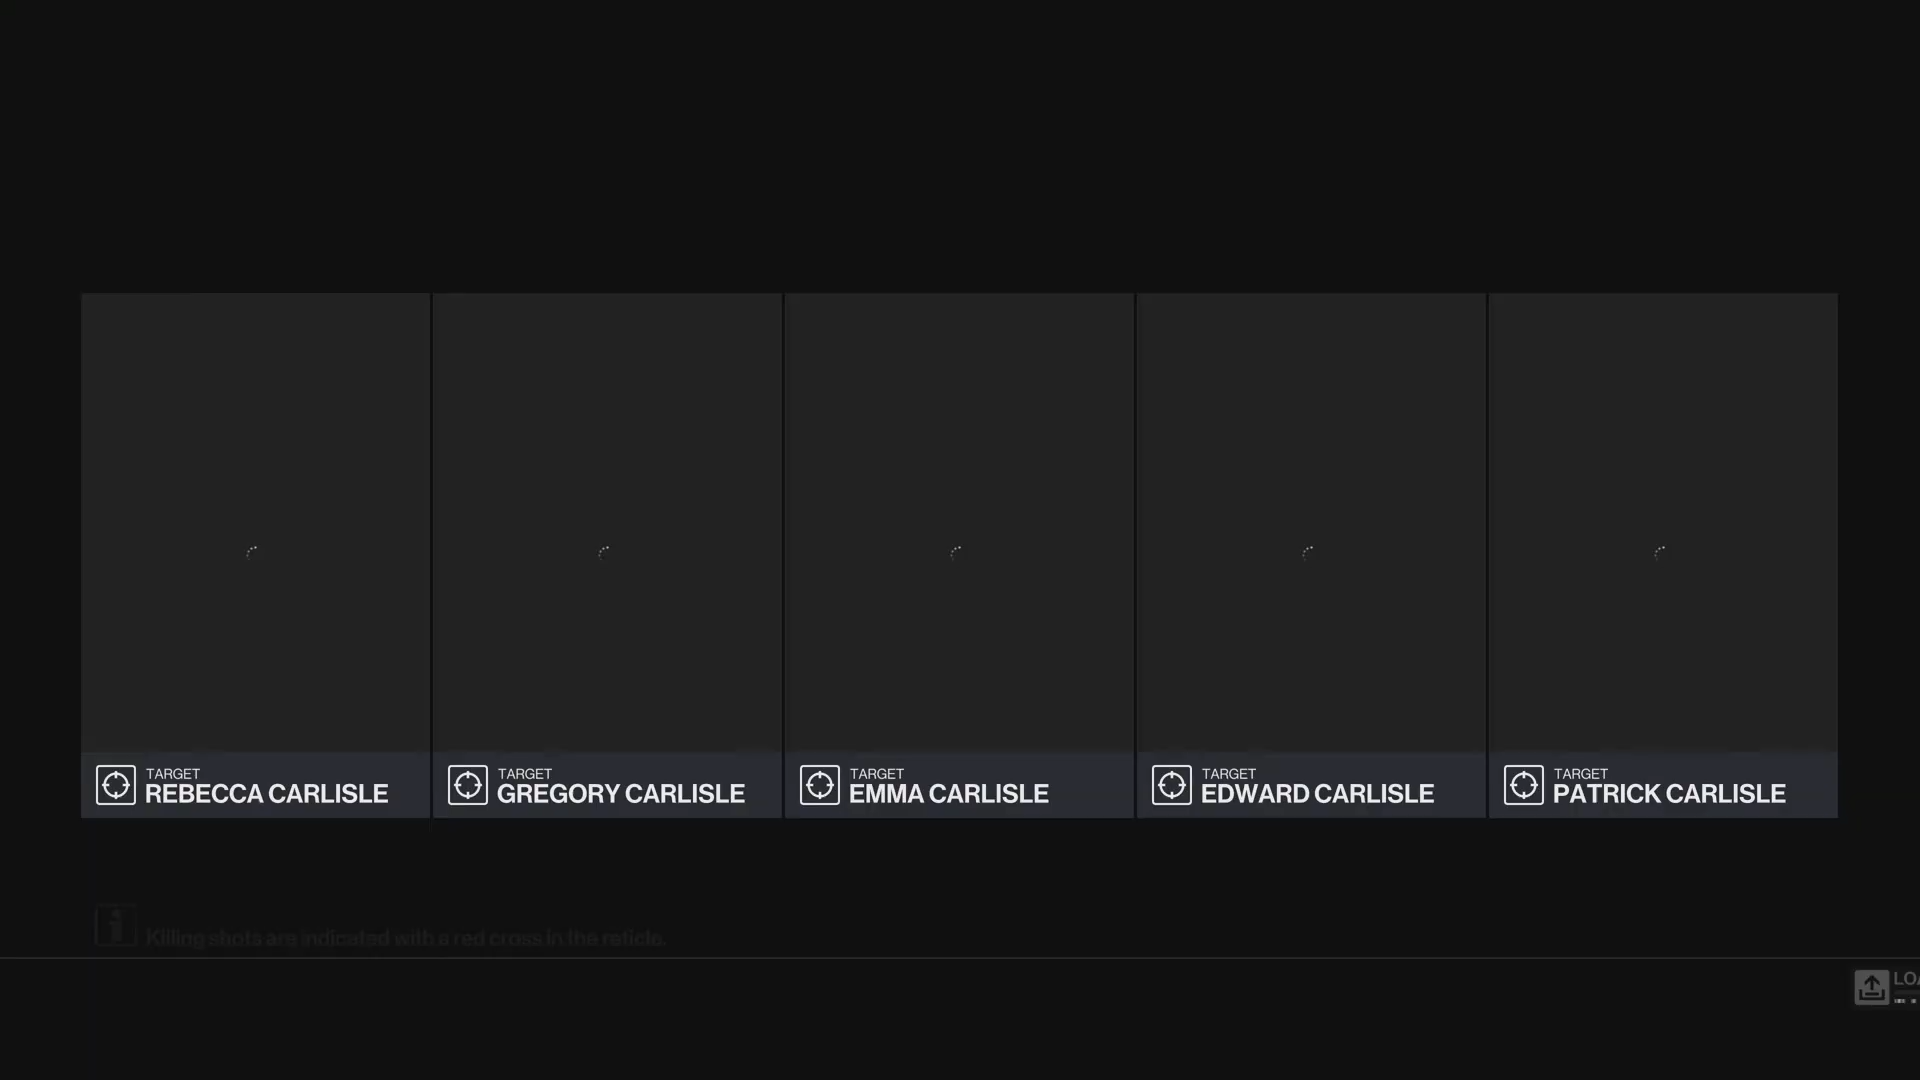 TARGET
REBECCA CARLISLE
TARGET
GREGORY CARLISLE
TARGET
EMMA CARLISLE
TARGET
EDWARD CARLISLE
TARGET
PATRICK CARLISLE
Killing shots are indicated with a red cross in the reticle.